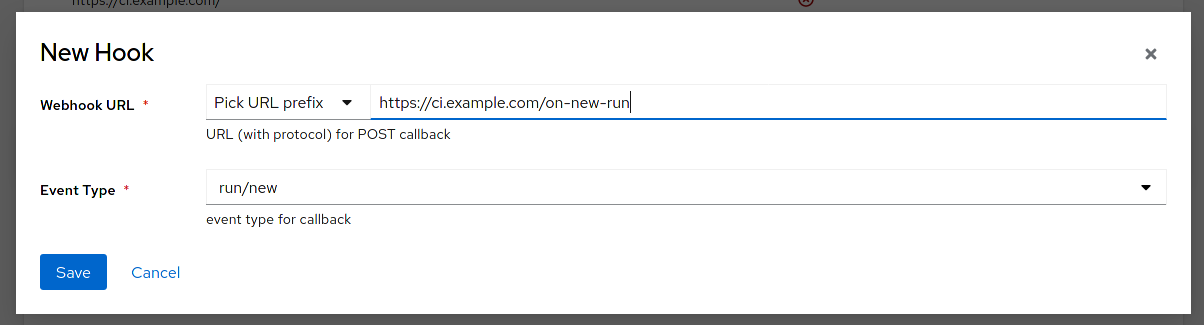 https://ci.example.com/
New Hook
Webhook URL *
Pick URL prefix
https://ci.example.com/on-new-run
URL (with protocol) for POST callback
Event Type *
run/new
event type for callback
Save
Cancel